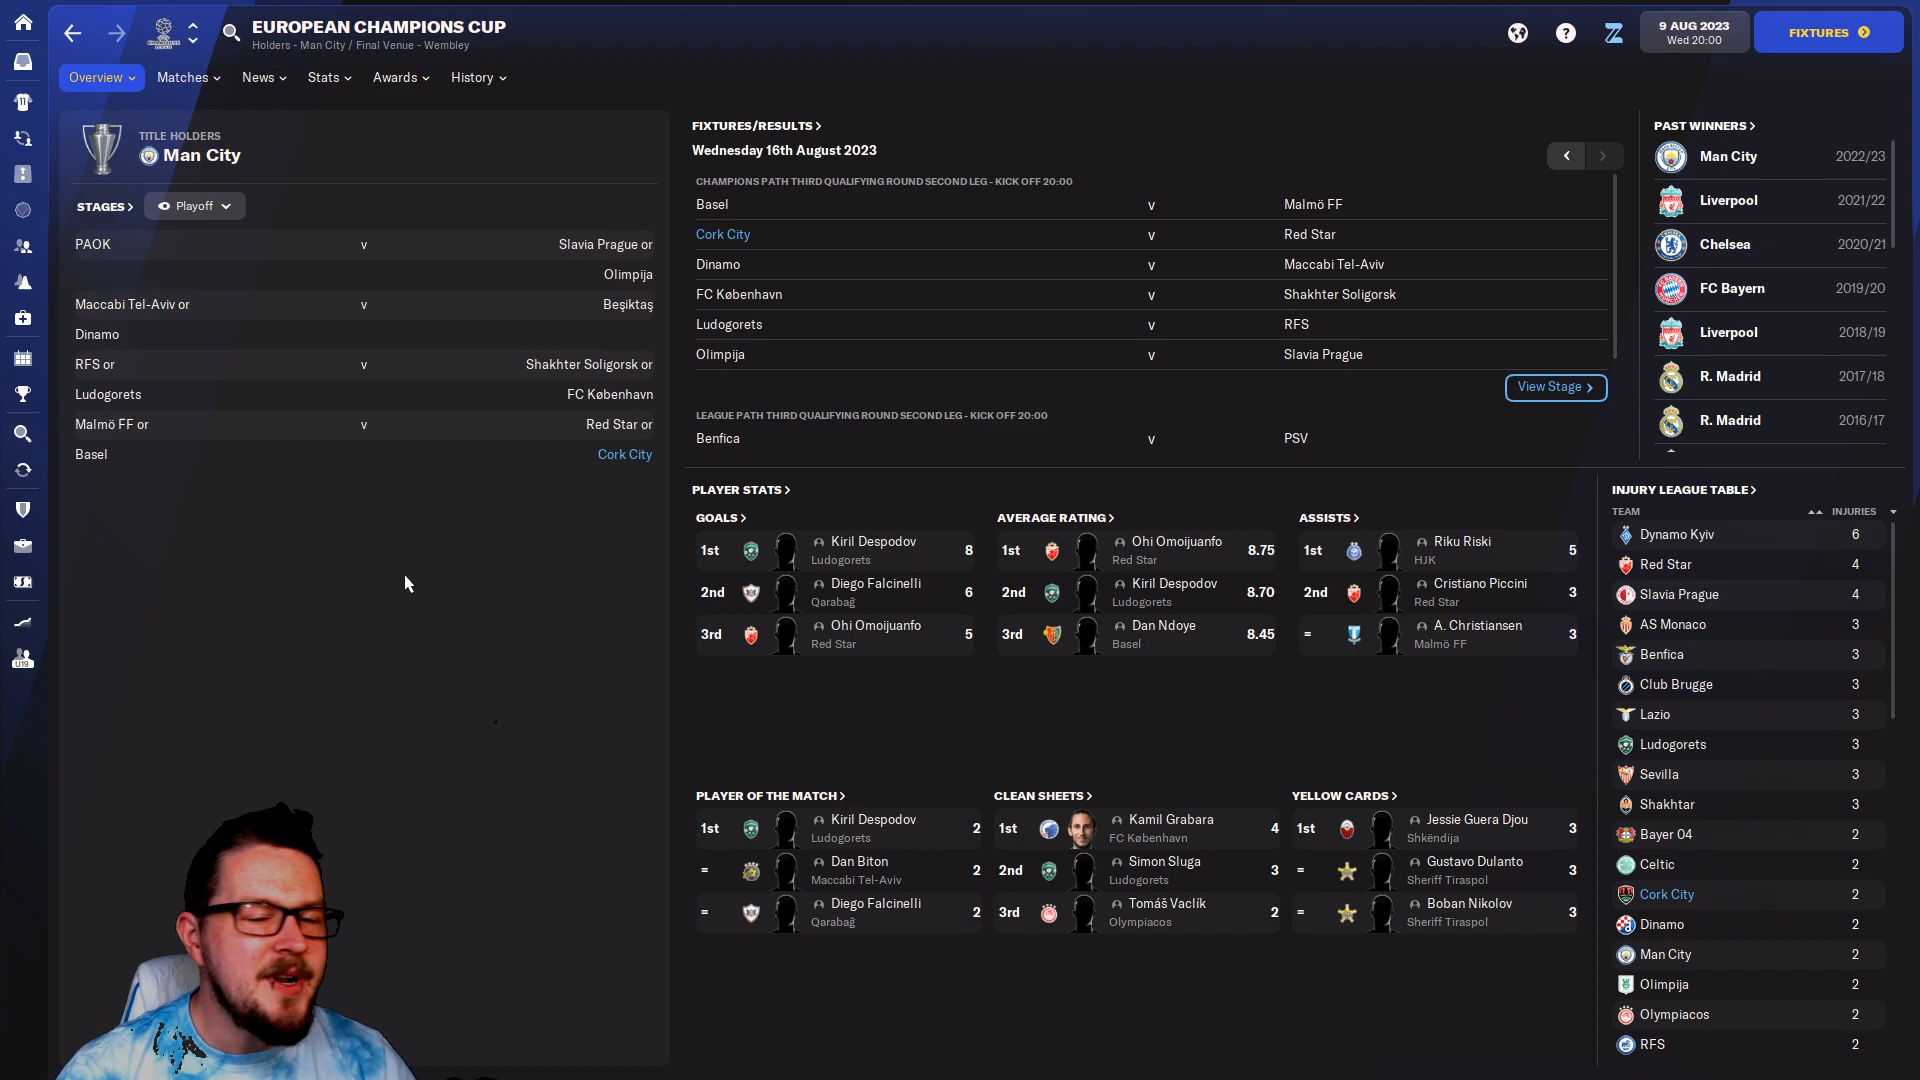 EUROPEAN CHAMPIONS CUP
Holders - Man City / Final Venue - Wembley
9 AUG 2023
Wed 20:00
FIXTURES
Overview
Matches
News
Stats
Awards
History
TITLE HOLDERS
Man City
STAGES
Playoff
PAOK v Slavia Prague or
Olimpija
Maccabi Tel-Aviv or v Beşiktaş
Dinamo
RFS or v Shakhter Soligorsk or
Ludogorets FC København
Malmö FF or v Red Star or
Basel Cork City
FIXTURES/RESULTS
Wednesday 16th August 2023
CHAMPIONS PATH THIRD QUALIFYING ROUND SECOND LEG - KICK OFF 20:00
Basel v Malmö FF
Cork City v Red Star
Dinamo v Maccabi Tel-Aviv
FC København v Shakhter Soligorsk
Ludogorets v RFS
Olimpija v Slavia Prague
View Stage
LEAGUE PATH THIRD QUALIFYING ROUND SECOND LEG - KICK OFF 20:00
Benfica v PSV
PAST WINNERS
Man City 2022/23
Liverpool 2021/22
Chelsea 2020/21
FC Bayern 2019/20
Liverpool 2018/19
R. Madrid 2017/18
R. Madrid 2016/17
PLAYER STATS
GOALS
1st Kiril Despodov 8
Ludogorets
2nd Diego Falcinelli 6
Qarabağ
3rd Ohi Omoijuanfo 5
Red Star
AVERAGE RATING
1st Ohi Omoijuanfo 8.75
Red Star
2nd Kiril Despodov 8.70
Ludogorets
3rd Dan Ndoye 8.45
Basel
ASSISTS
1st Riku Riski 5
HJK
2nd Cristiano Piccini 3
Red Star
= A. Christiansen 3
Malmö FF
PLAYER OF THE MATCH
1st Kiril Despodov 2
Ludogorets
= Dan Biton 2
Maccabi Tel-Aviv
= Diego Falcinelli 2
Qarabağ
CLEAN SHEETS
1st Kamil Grabara 4
FC København
2nd Simon Sluga 3
Ludogorets
3rd Tomáš Vaclík 2
Olympiacos
YELLOW CARDS
1st Jessie Guera Djou 3
Shkëndija
= Gustavo Dulanto 3
Sheriff Tiraspol
= Boban Nikolov 3
Sheriff Tiraspol
INJURY LEAGUE TABLE
TEAM INJURIES
Dynamo Kyiv 6
Red Star 4
Slavia Prague 4
AS Monaco 3
Benfica 3
Club Brugge 3
Lazio 3
Ludogorets 3
Sevilla 3
Shakhtar 3
Bayer 04 2
Celtic 2
Cork City 2
Dinamo 2
Man City 2
Olimpija 2
Olympiacos 2
RFS 2
U19